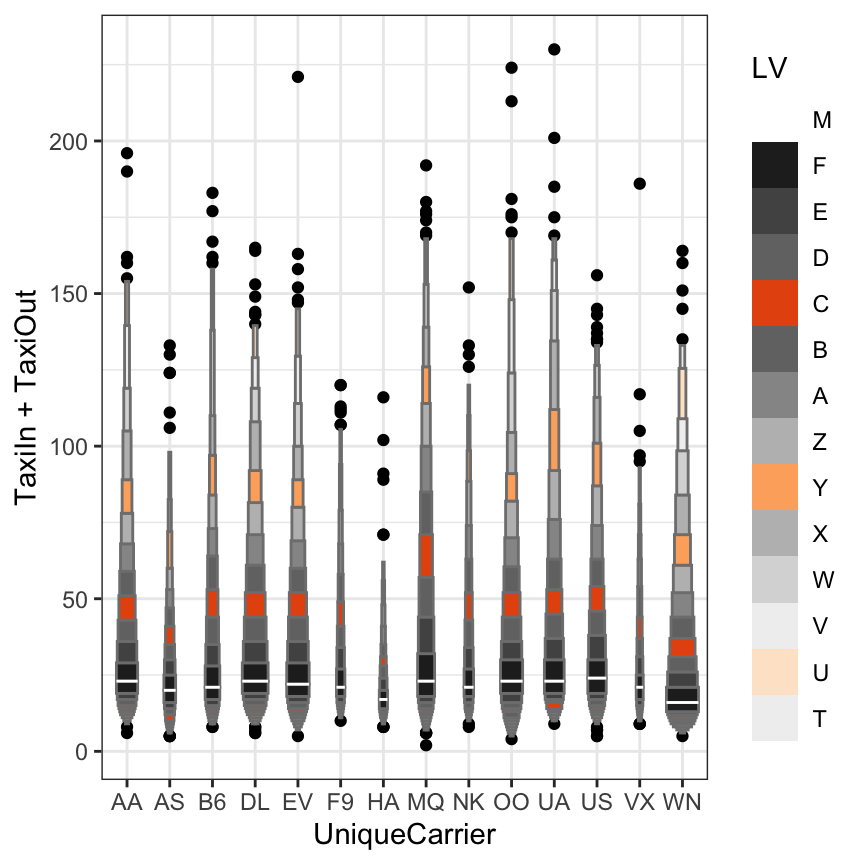 LV
M
F
E
D
C
B
A
Z
Y
X
W
V
U
T
TaxiIn + TaxiOut
200
150
100
50
0
AA AS B6 DL EV F9 HA MQ NK OO UA US VX WN
UniqueCarrier